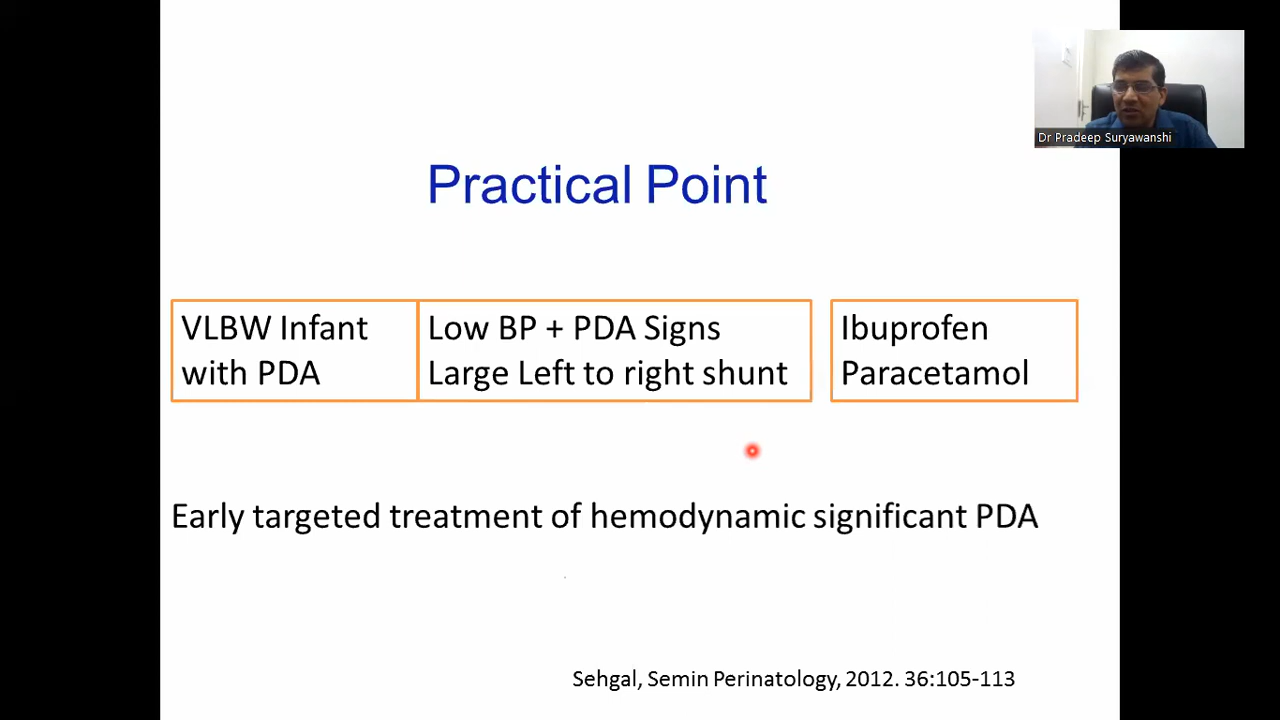 Dr Pradeep Suryawanshi
Practical Point
VLBW Infant
with PDA
Low BP + PDA Signs
Large Left to right shunt
Ibuprofen
Paracetamol
Early targeted treatment of hemodynamic significant PDA
Sehgal, Semin Perinatology, 2012. 36:105-113